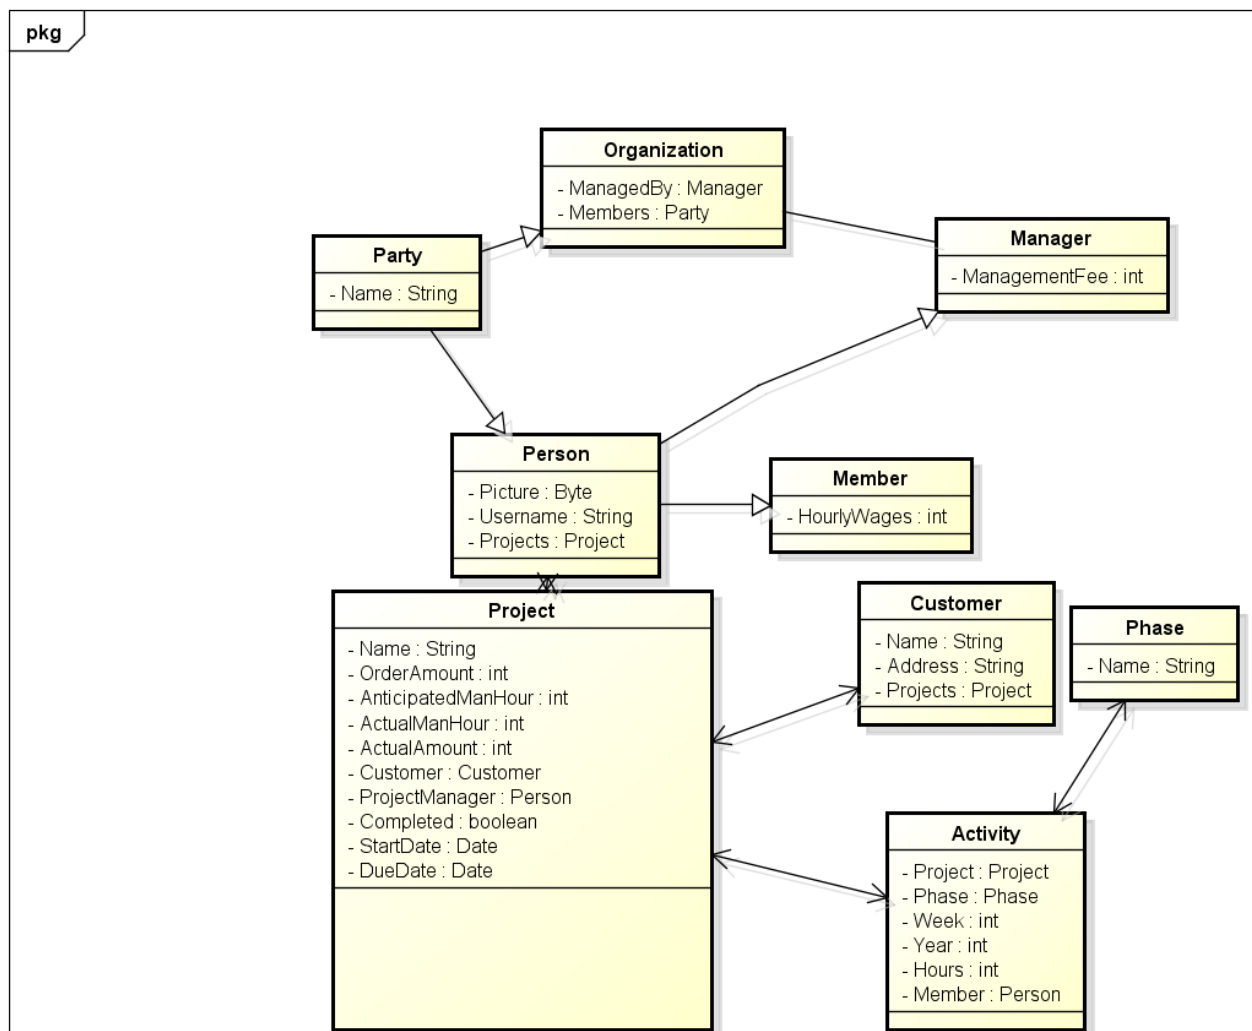 pkg
Organization
- ManagedBy : Manager
- Members : Party
Manager
- ManagementFee : int
Party
- Name : String
Person
- Picture : Byte
- Username : String
- Projects : Project
Member
- HourlyWages : int
Project
- Name : String
- OrderAmount : int
- AnticipatedManHour : int
- ActualManHour : int
- ActualAmount : int
- Customer : Customer
- ProjectManager : Person
- Completed : boolean
- StartDate : Date
- DueDate : Date
Customer
- Name : String
- Address : String
- Projects : Project
Phase
- Name : String
Activity
- Project : Project
- Phase : Phase
- Week : int
- Year : int
- Hours : int
- Member : Person